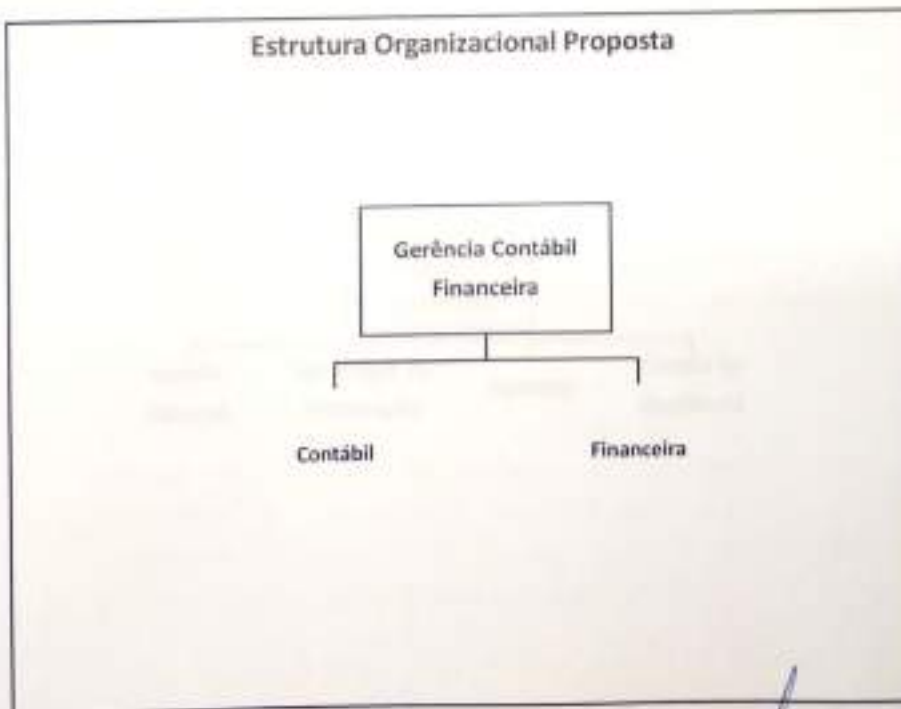 Estrutura Organizacional Proposta
Gerência Contábil
Financeira
Contábil
Financeira